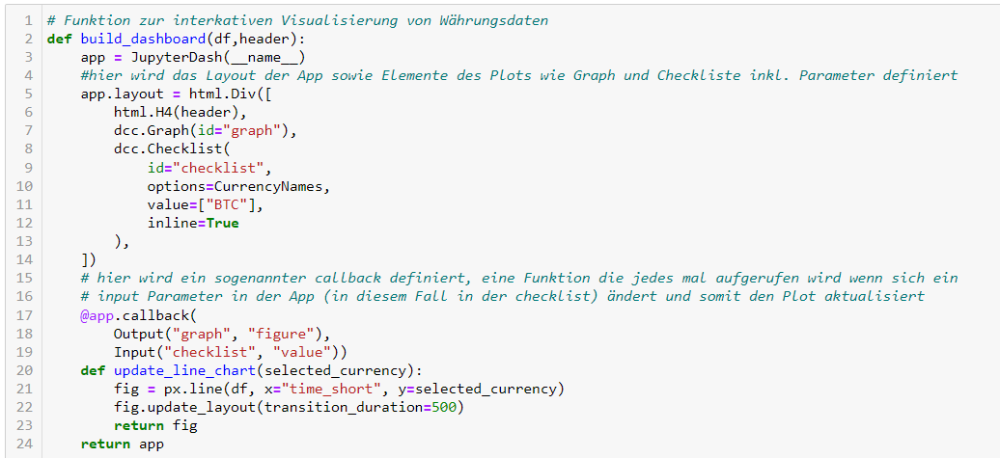 1 # Funktion zur interkativen Visualisierung von Währungsdaten
2 def build_dashboard(df,header):
3     app = JupyterDash(__name__)
4     #hier wird das Layout der App sowie Elemente des Plots wie Graph und Checkliste inkl. Parameter definiert
5     app.layout = html.Div([
6         html.H4(header),
7         dcc.Graph(id="graph"),
8         dcc.Checklist(
9             id="checklist",
10             options=CurrencyNames,
11             value=["BTC"],
12             inline=True
13         ),
14     ])
15     # hier wird ein sogenannter callback definiert, eine Funktion die jedes mal aufgerufen wird wenn sich ein
16     # input Parameter in der App (in diesem Fall in der checklist) ändert und somit den Plot aktualisiert
17     @app.callback(
18         Output("graph", "figure"),
19         Input("checklist", "value"))
20     def update_line_chart(selected_currency):
21         fig = px.line(df, x="time_short", y=selected_currency)
22         fig.update_layout(transition_duration=500)
23         return fig
24     return app